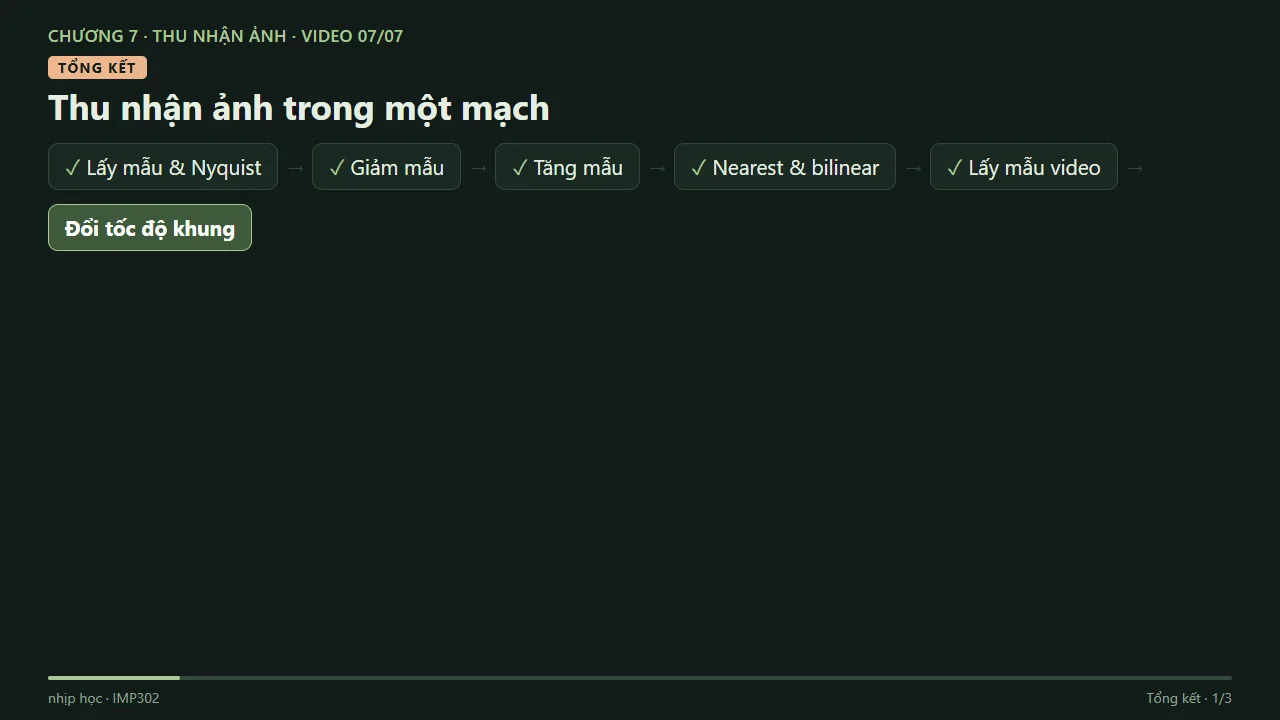 CHƯƠNG 7 · THU NHẬN ẢNH · VIDEO 07/07
TỔNG KẾT
Thu nhận ảnh trong một mạch
✓ Lấy mẫu & Nyquist → ✓ Giảm mẫu → ✓ Tăng mẫu → ✓ Nearest & bilinear → ✓ Lấy mẫu video →
Đổi tốc độ khung
nhịp học · IMP302
Tổng kết · 1/3